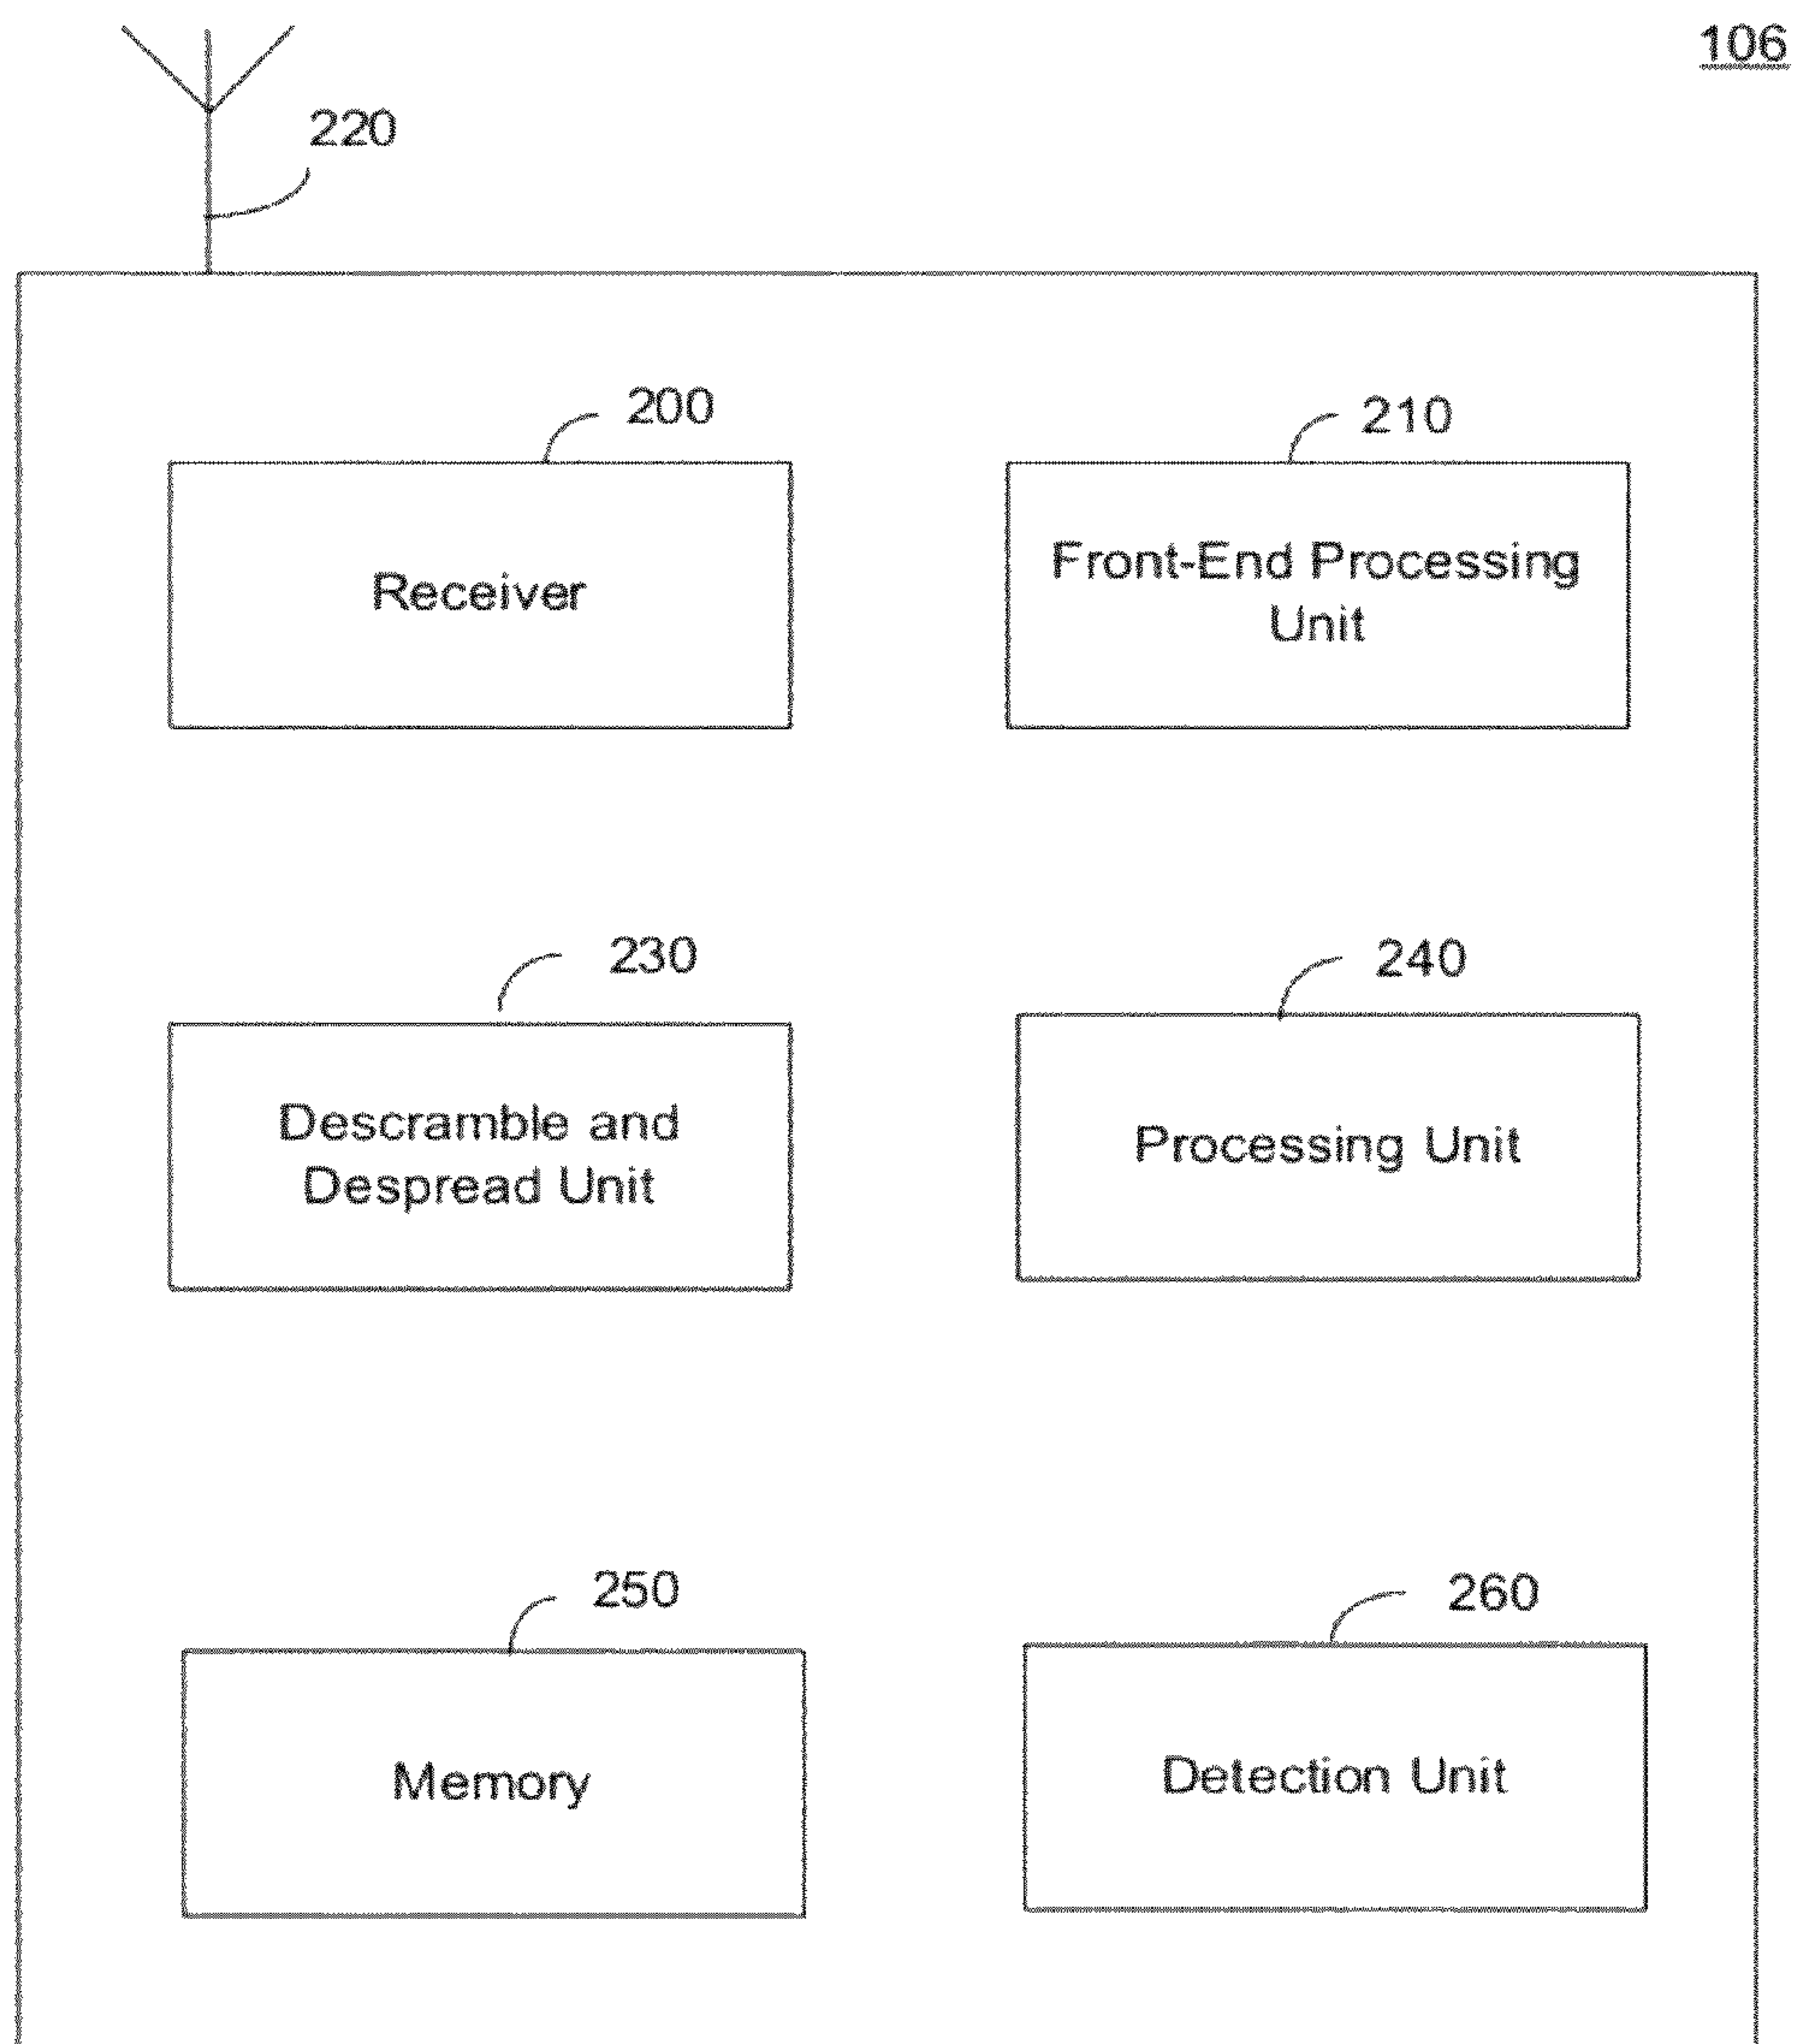 106
220
200
210
Receiver
Front-End Processing
Unit
230
240
Descramble and
Despread Unit
Processing Unit
250
260
Memory
Detection Unit